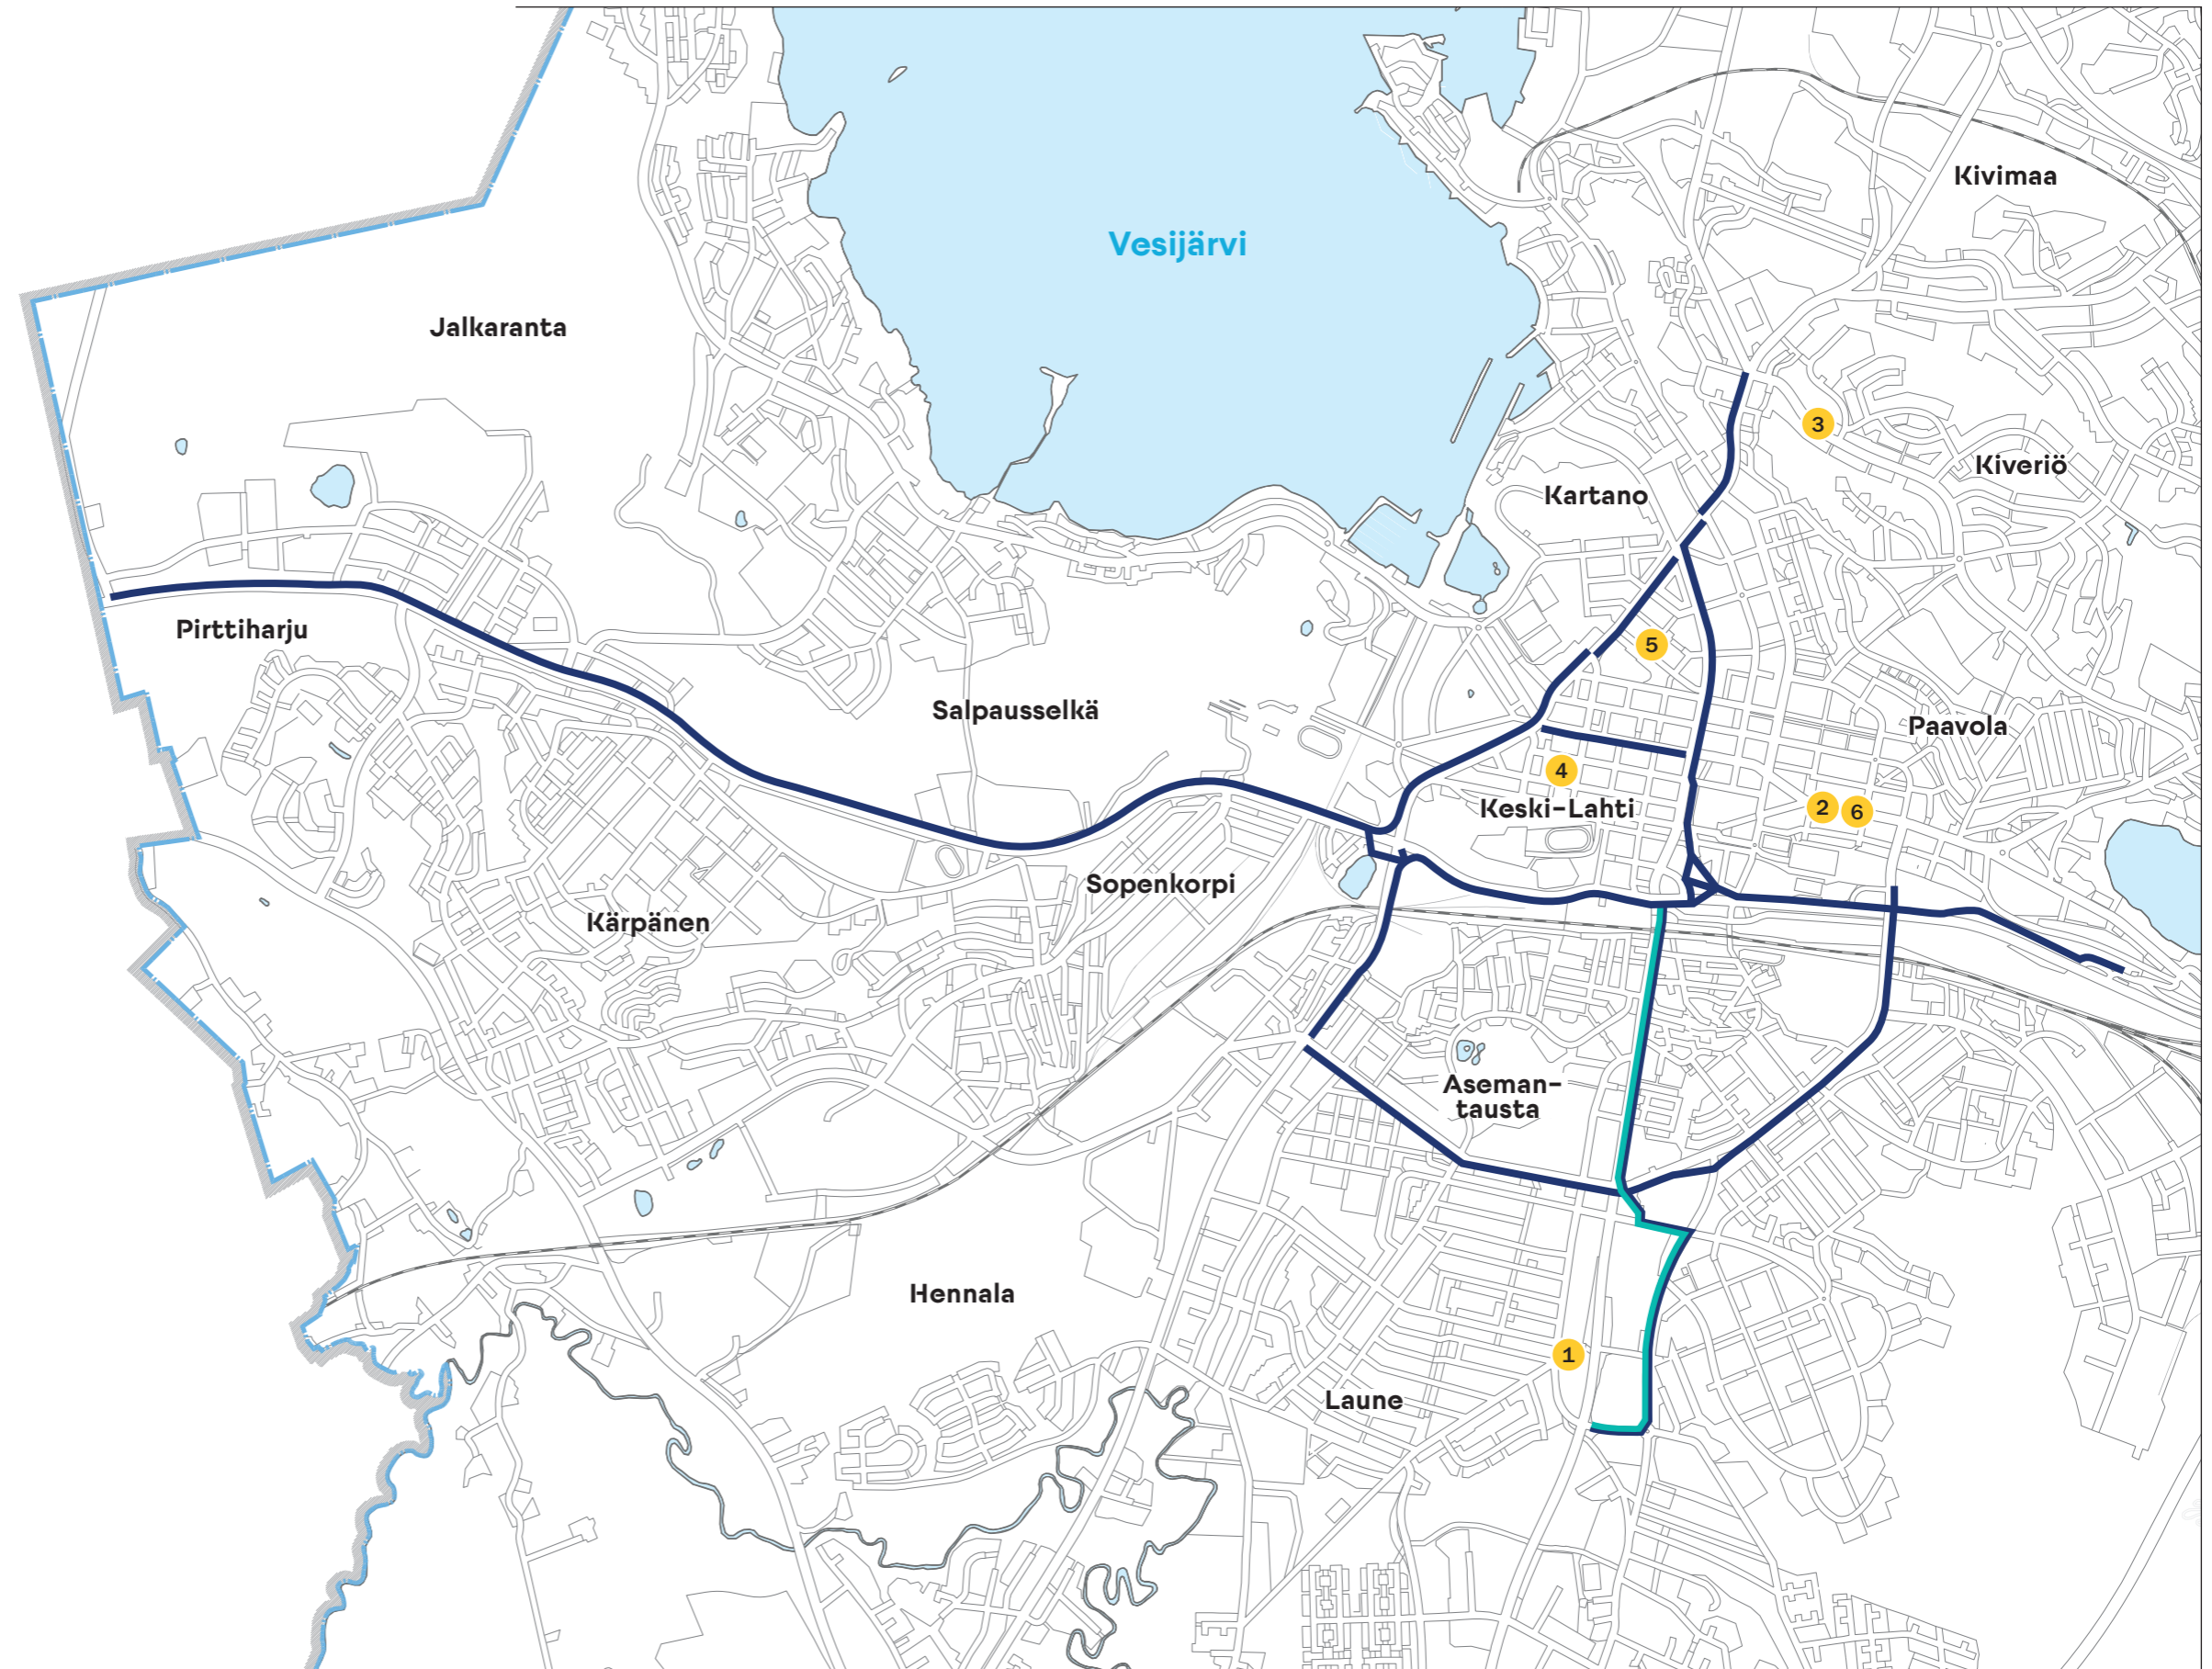 Kivimaa
Vesijärvi
Jalkaranta
3
Kiveriö
Kartano
Pirttiharju
5
Salpausselkä
Paavola
4
Keski-Lahti
2
6
Sopenkorpi
Kärpänen
Aseman-
tausta
Hennala
1
Laune